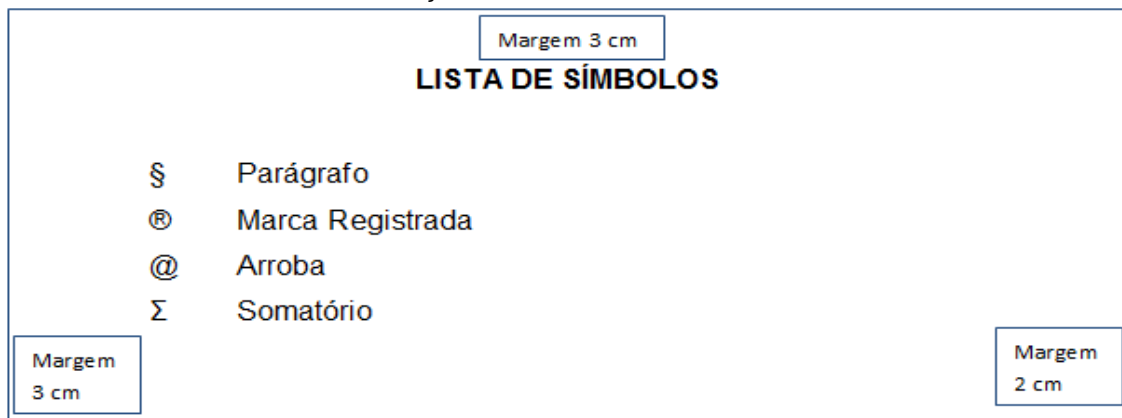 Margem 3 cm
LISTA DE SÍMBOLOS
§ Parágrafo
® Marca Registrada
@ Arroba
Σ Somatório
Margem
3 cm
Margem
2 cm